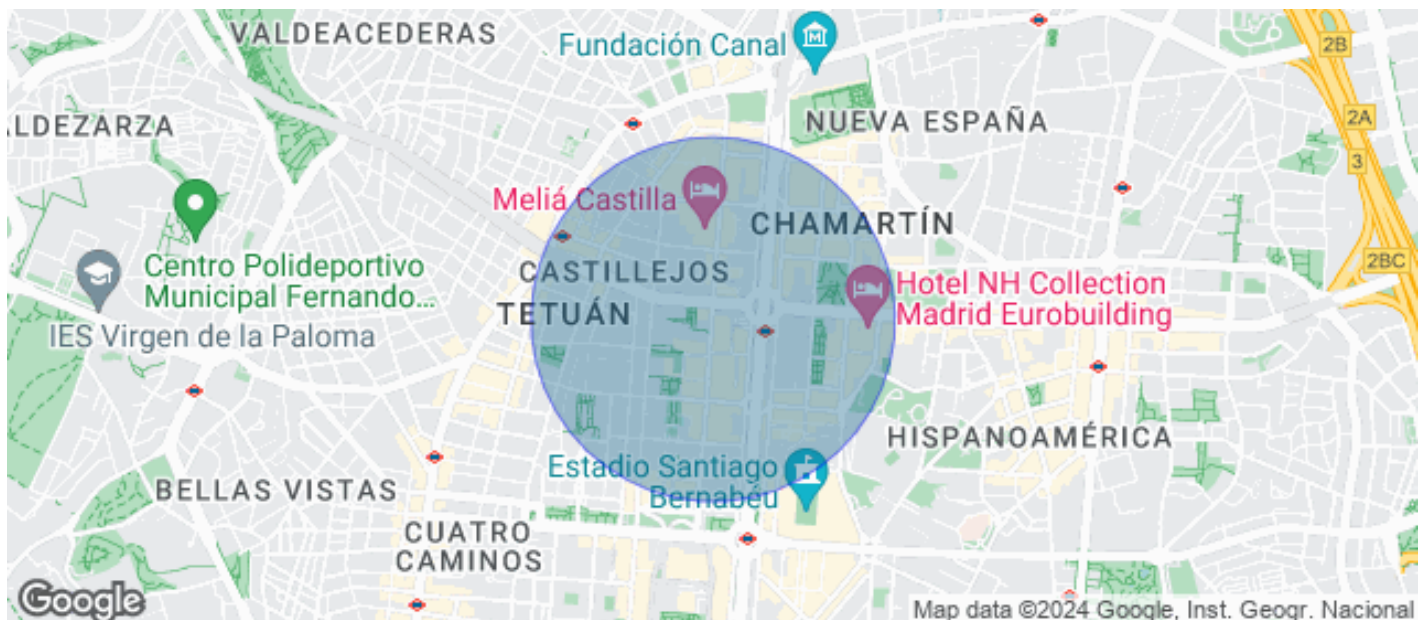 VALDEACEDERAS
Fundación Canal
2B
ALDEZARZA
NUEVA ESPAÑA
2A
3
Meliá Castilla
CHAMARTÍN
CASTILLEJOS
2BC
Centro Polideportivo
Municipal Fernando...
Hotel NH Collection
Madrid Eurobuilding
TETUÁN
IES Virgen de la Paloma
HISPANOAMÉRICA
Estadio Santiago
Bernabéu
BELLAS VISTAS
CUATRO
CAMINOS
Google
Map data ©2024 Google, Inst. Geogr. Nacional